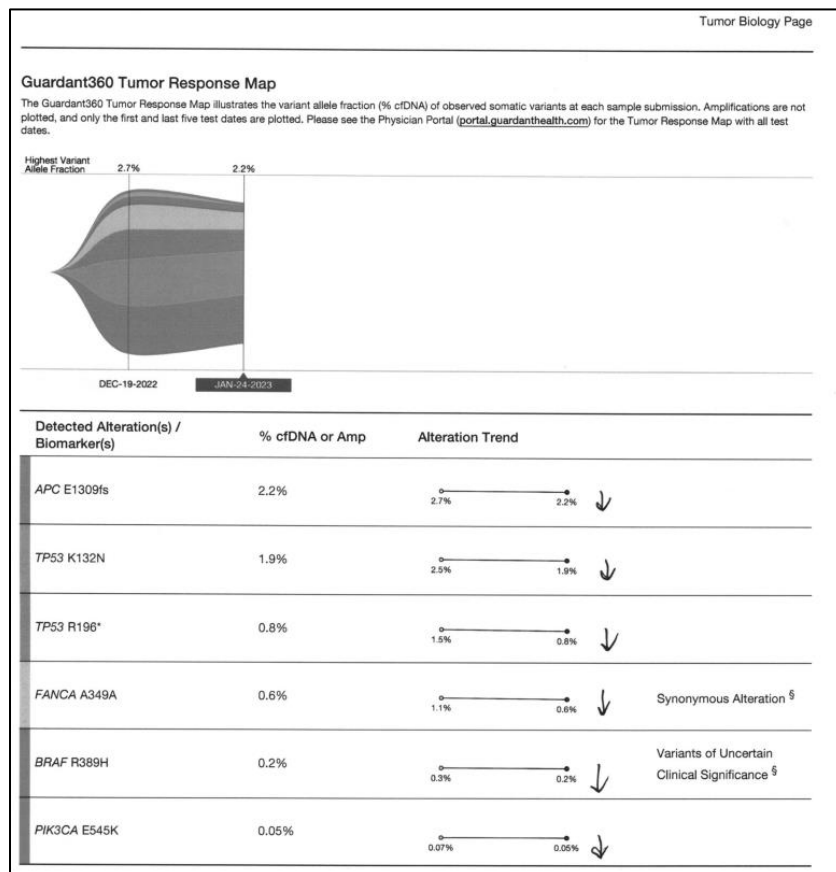 Tumor Biology Page
Guardant360 Tumor Response Map
The Guardant360 Tumor Response Map illustrates the variant allele fraction (% cfDNA) of observed somatic variants at each sample submission. Amplifications are not
plotted, and only the first and last five test dates are plotted. Please see the Physician Portal (portal.guardanthealth.com) for the Tumor Response Map with all test
dates.
Highest Variant
Allele Fraction 2.7% 2.2%
DEC-19-2022 JAN-24-2023
Detected Alteration(s) /
Biomarker(s) % cfDNA or Amp Alteration Trend
APC E1309fs 2.2%
2.7% 2.2% ↓
TP53 K132N 1.9%
2.5% 1.9% ↓
TP53 R196* 0.8%
1.5% 0.8% ↓
FANCA A349A 0.6% Synonymous Alteration §
1.1% 0.6% ↓
BRAF R389H 0.2% Variants of Uncertain
Clinical Significance §
0.3% 0.2% ↓
PIK3CA E545K 0.05%
0.07% 0.05% ↓